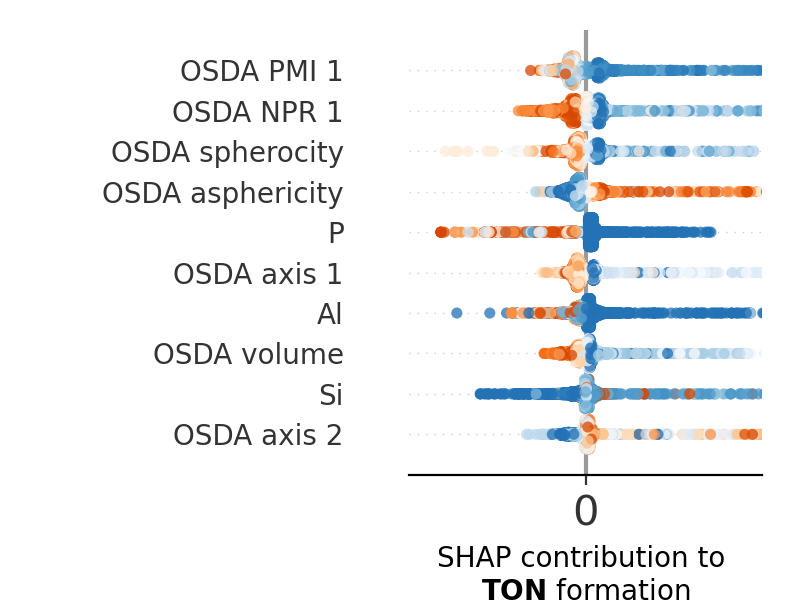 OSDA PMI 1
OSDA NPR 1
OSDA spherocity
OSDA asphericity
P
OSDA axis 1
Al
OSDA volume
Si
OSDA axis 2
0
SHAP contribution to
TON formation